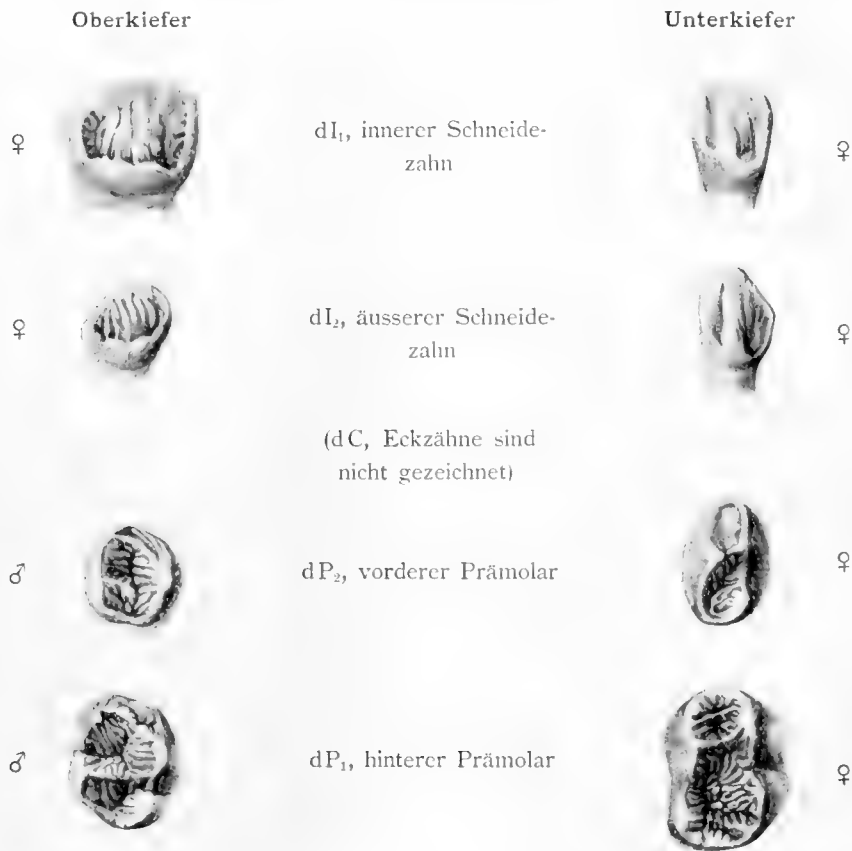 Oberkiefer Unterkiefer
♀ dI₁, innerer Schneide- ♀
zahn
♀ dI₂, äusserer Schneide- ♀
zahn
(dC, Eckzähne sind
nicht gezeichnet)
♂ dP₂, vorderer Prämolar ♀
♂ dP₁, hinterer Prämolar ♀